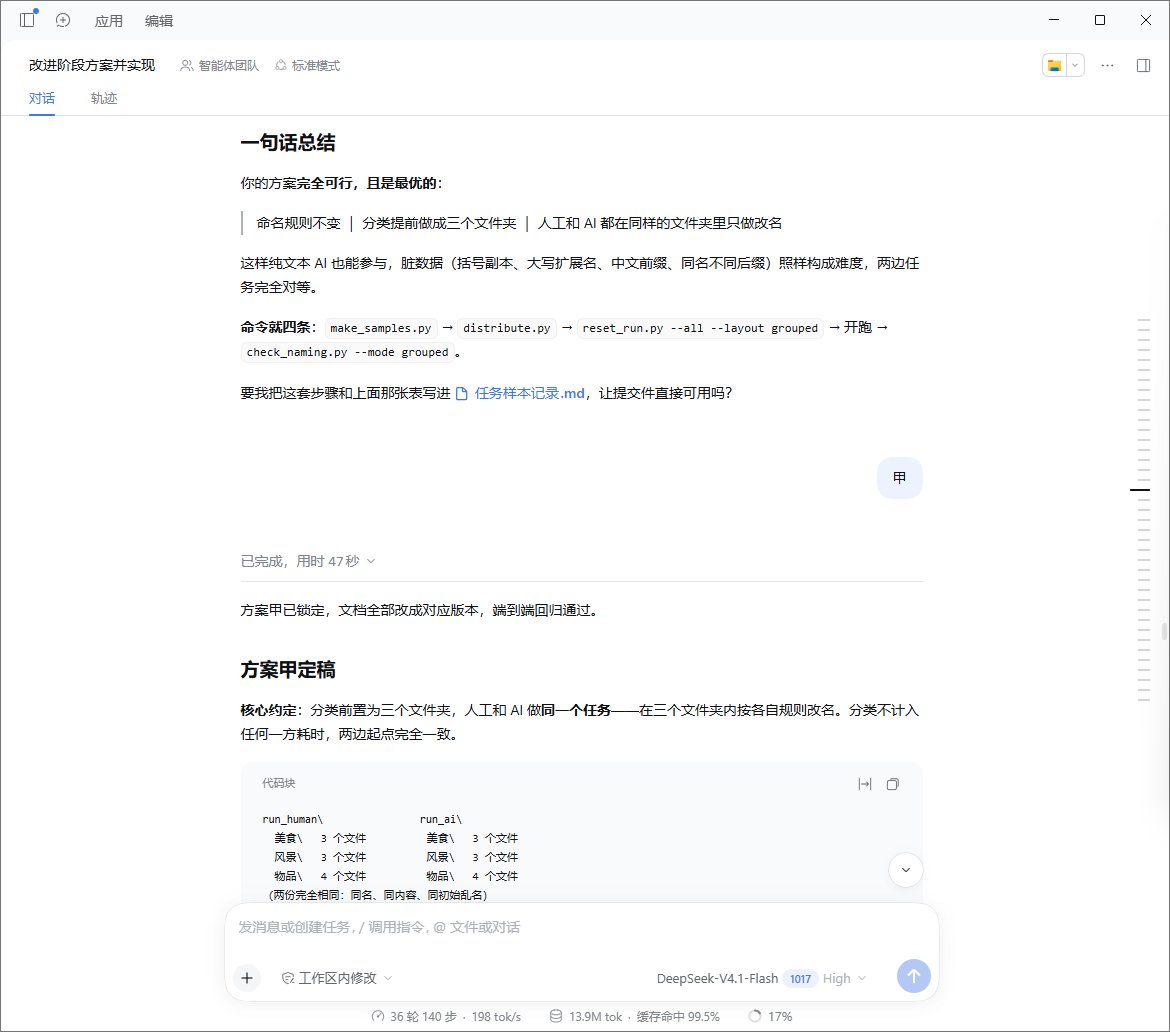 应用 编辑
改进阶段方案并实现 智能体团队 标准模式
对话 轨迹
一句话总结
你的方案完全可行，且是最优的：
命名规则不变 | 分类提前做成三个文件夹 | 人工和 AI 都在同样的文件夹里只做改名
这样纯文本 AI 也能参与，脏数据（括号副本、大写扩展名、中文前缀、同名不同后缀）照样构成难度，两边任
务完全对等。
命令就四条： make_samples.py → distribute.py → reset_run.py --all --layout grouped → 开跑 →
check_naming.py --mode grouped 。
要我把这套步骤和上面那张表写进 任务样本记录.md，让提交件直接可用吗？
甲
已完成，用时 47秒
方案甲已锁定，文档全部改成对应版本，端到端回归通过。
方案甲定稿
核心约定：分类前置为三个文件夹，人工和 AI 做同一个任务——在三个文件夹内按各自规则改名。分类不计入
任何一方耗时，两边起点完全一致。
代码块
run_human\ run_ai\
美食\ 3 个文件 美食\ 3 个文件
风景\ 3 个文件 风景\ 3 个文件
物品\ 4 个文件 物品\ 4 个文件
（两份完全相同：同名、同内容、同初始乱名）
发消息或创建任务, / 调用指令, @ 文件或对话
工作区内修改 DeepSeek-V4.1-Flash 1017 High
36 轮 140 步 · 198 tok/s 13.9M tok · 缓存命中 99.5% 17%